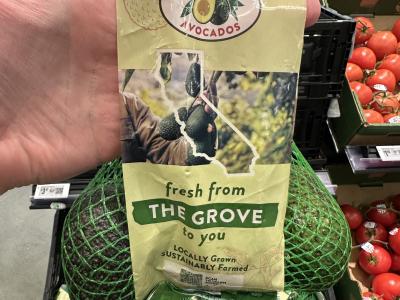 AVOCADOS
fresh from
THE GROVE
to you
LOCALLY Grown
SUSTAINABLY Farmed